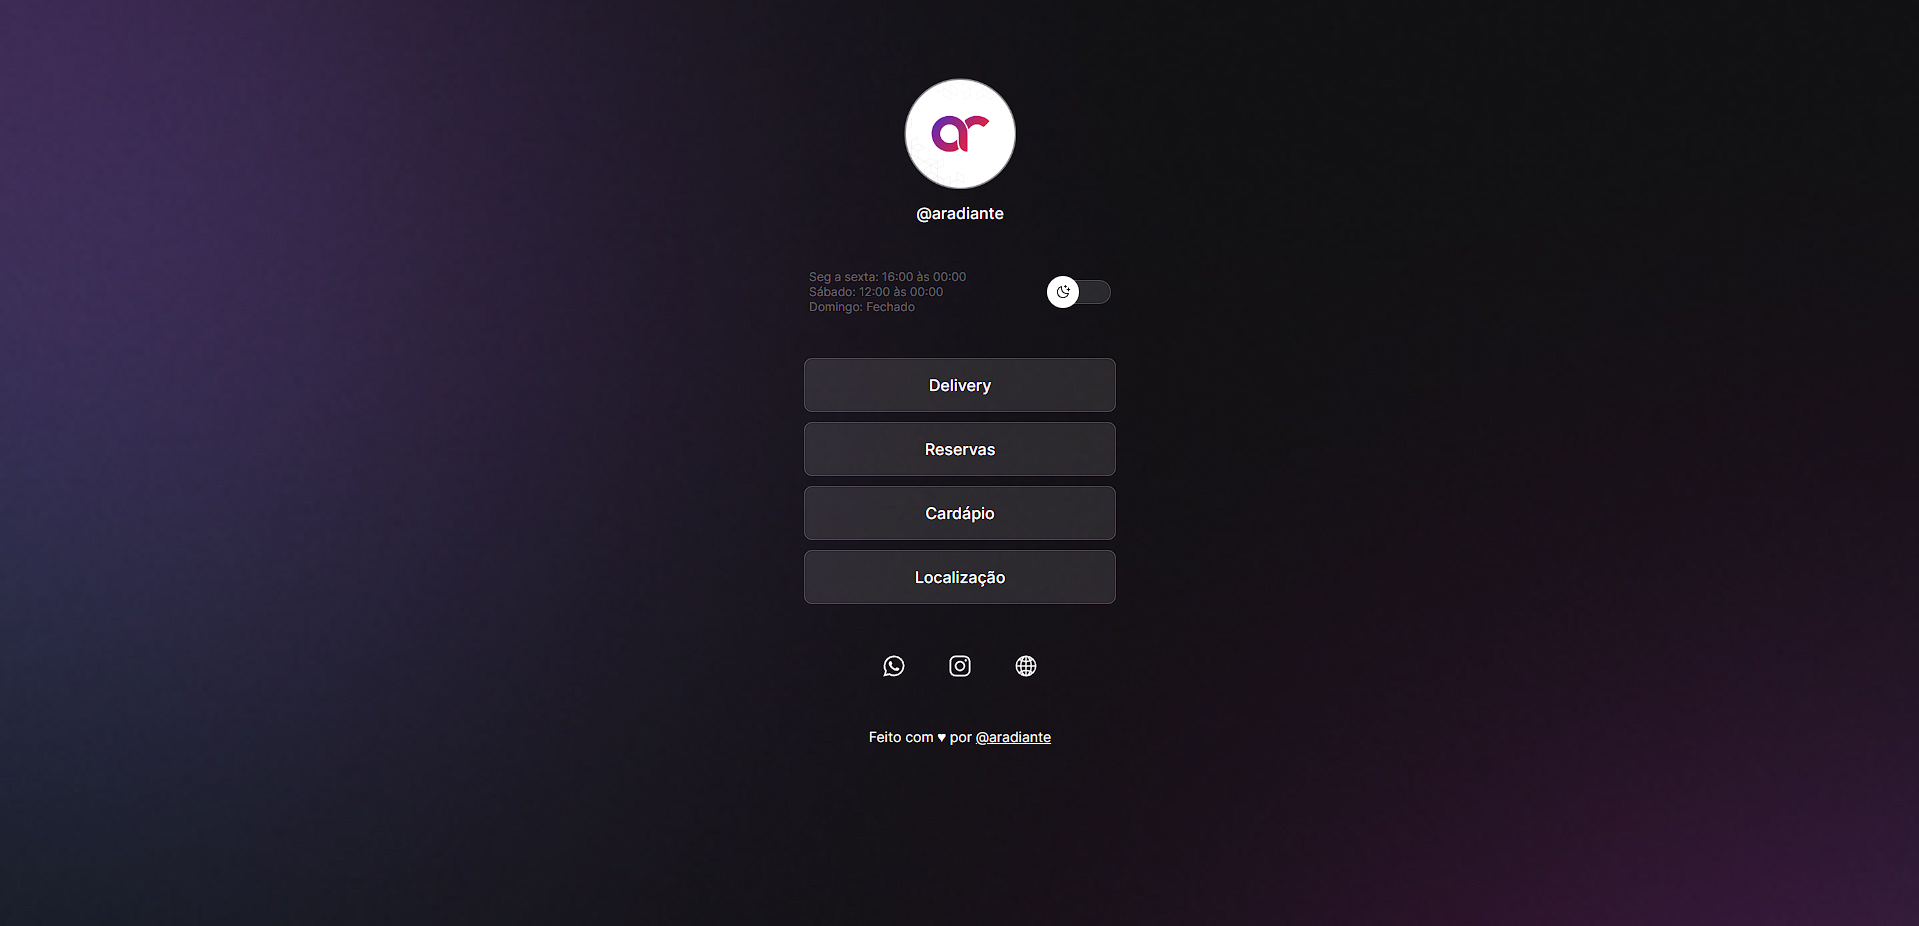 ar
@aradiante
Seg a sexta: 16:00 às 00:00
Sábado: 12:00 às 00:00
Domingo: Fechado
Delivery
Reservas
Cardápio
Localização
Feito com ♥ por @aradiante